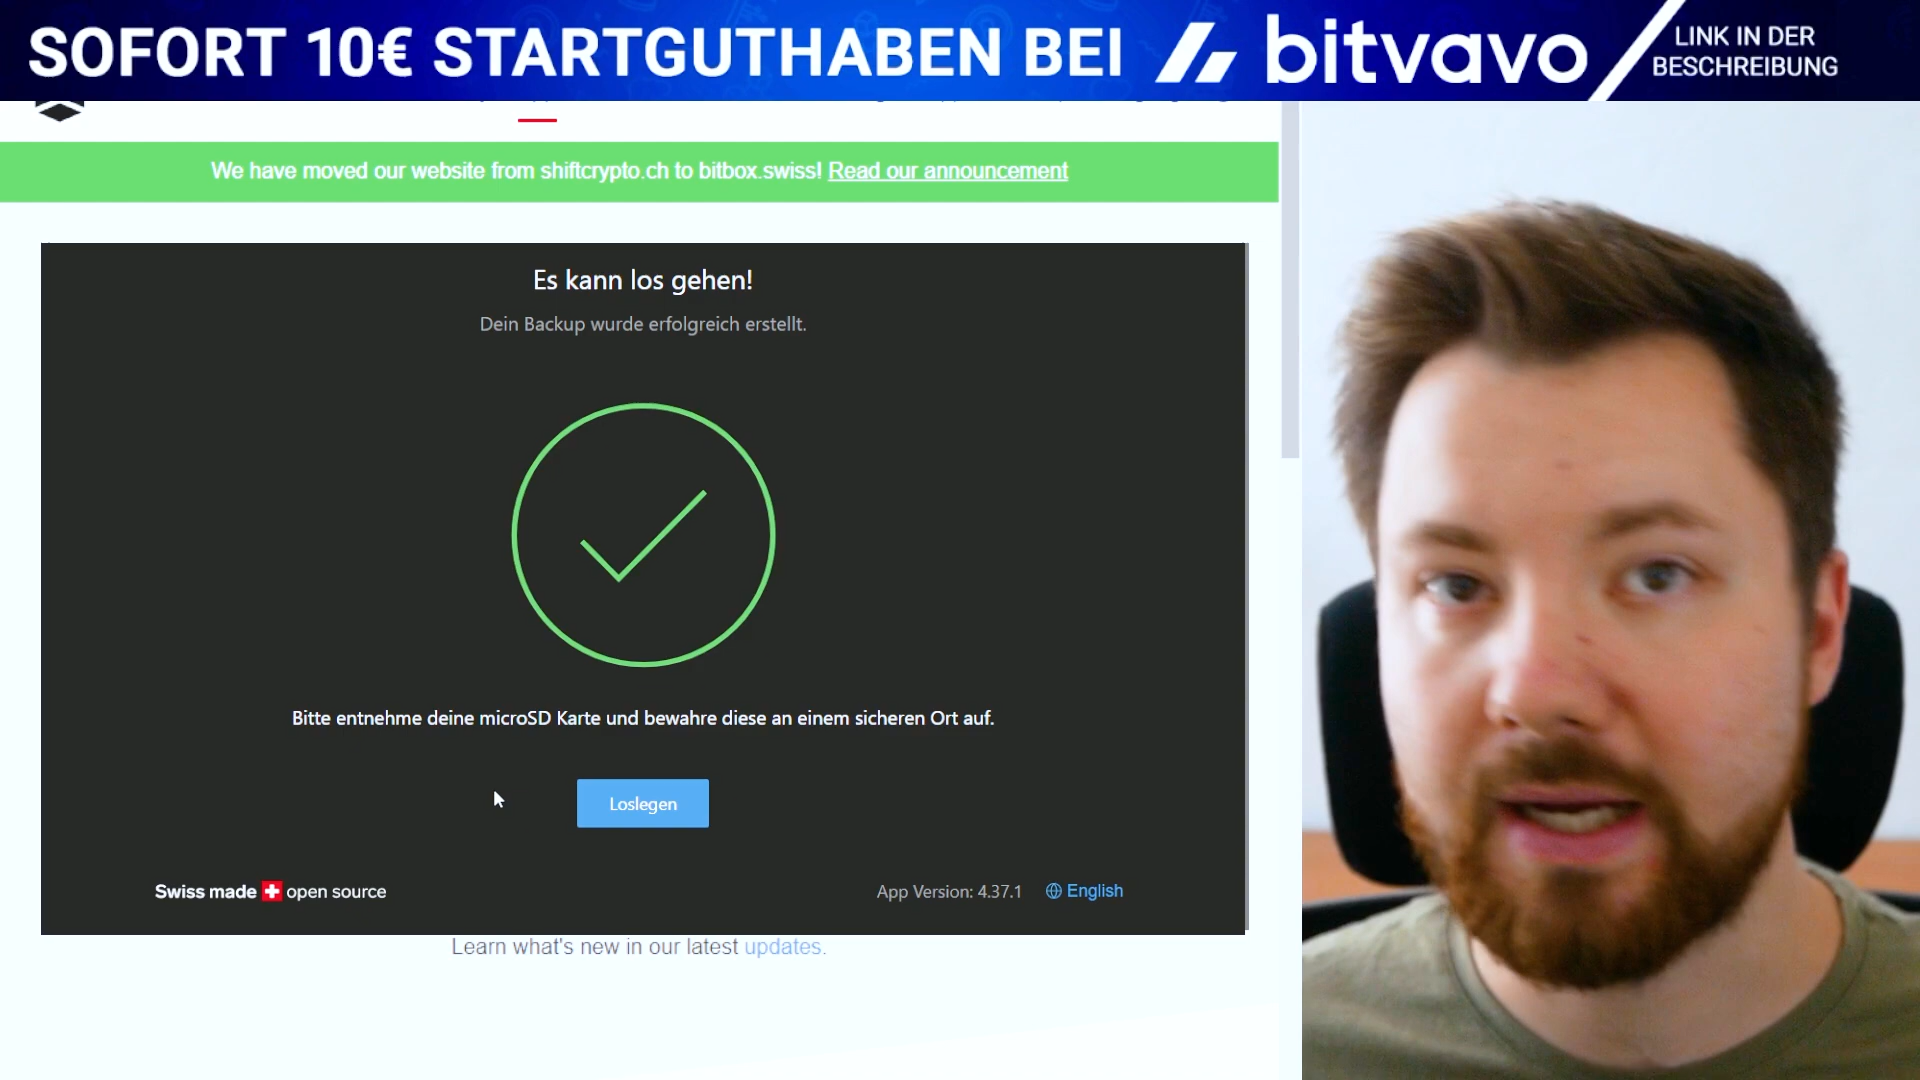 SOFORT 10€ STARTGUTHABEN BEI bitvavo
LINK IN DER
BESCHREIBUNG
We have moved our website from shiftcrypto.ch to bitbox.swiss! Read our announcement
Es kann los gehen!
Dein Backup wurde erfolgreich erstellt.
Bitte entnehme deine microSD Karte und bewahre diese an einem sicheren Ort auf.
Loslegen
Swiss made open source
App Version: 4.37.1
English
Learn what's new in our latest updates.